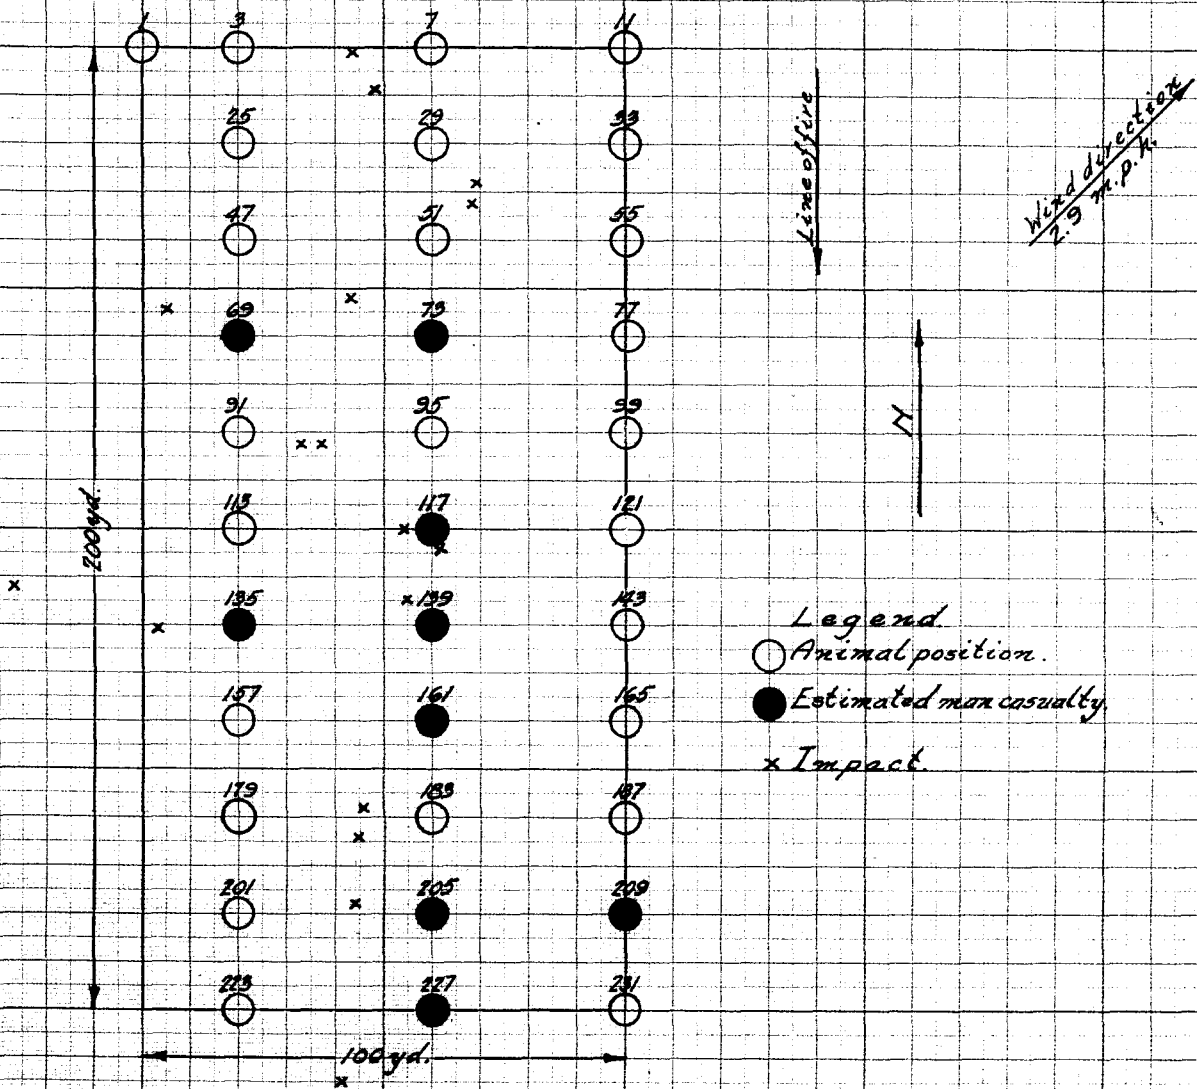 1 3 7 11
25 29 33
47 51 55
69 73 77
91 95 99
113 117 121
135 139 143
157 161 165
179 183 187
201 205 209
223 227 231
200 yd.
100 yd.
Line of fire
Wind direction
2.9 m.p.h.
N
Legend
Animal position.
Estimated man casualty.
x Impact.